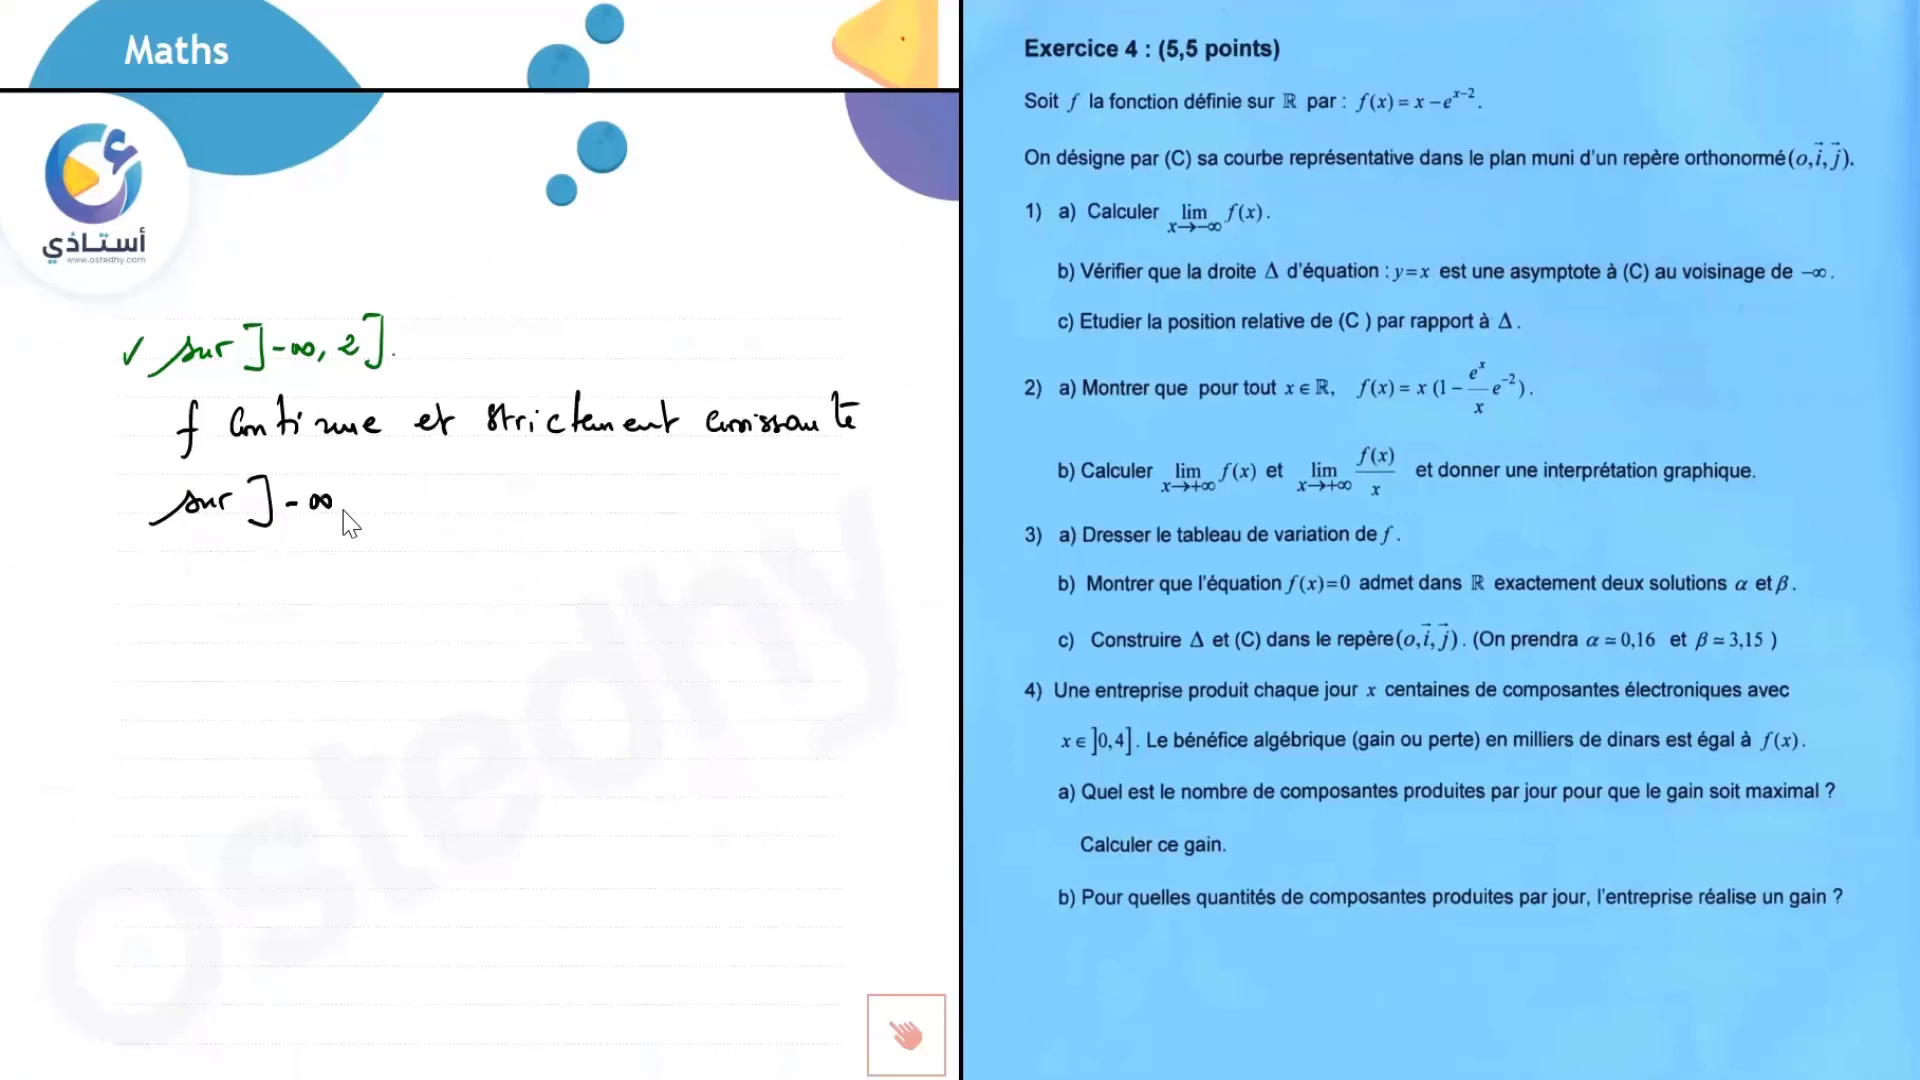 Maths
أستاذي
www.ostedhy.com
✓ sur ]-∞, 2].
f continue et strictement croissante
sur ]-∞
Ostedhy
Exercice 4 : (5,5 points)
Soit f la fonction définie sur ℝ par : f(x) = x − e^{x−2}.
On désigne par (C) sa courbe représentative dans le plan muni d'un repère orthonormé (o, i⃗, j⃗).
1) a) Calculer lim_{x→−∞} f(x).
b) Vérifier que la droite Δ d'équation : y = x est une asymptote à (C) au voisinage de −∞.
c) Etudier la position relative de (C ) par rapport à Δ.
2) a) Montrer que pour tout x ∈ ℝ, f(x) = x (1 − \frac{e^x}{x} e^{−2}).
b) Calculer lim_{x→+∞} f(x) et lim_{x→+∞} \frac{f(x)}{x} et donner une interprétation graphique.
3) a) Dresser le tableau de variation de f.
b) Montrer que l'équation f(x)=0 admet dans ℝ exactement deux solutions α et β.
c) Construire Δ et (C) dans le repère (o, i⃗, j⃗). (On prendra α ≃ 0,16 et β ≃ 3,15 )
4) Une entreprise produit chaque jour x centaines de composantes électroniques avec
x ∈ ]0,4]. Le bénéfice algébrique (gain ou perte) en milliers de dinars est égal à f(x).
a) Quel est le nombre de composantes produites par jour pour que le gain soit maximal ?
Calculer ce gain.
b) Pour quelles quantités de composantes produites par jour, l'entreprise réalise un gain ?